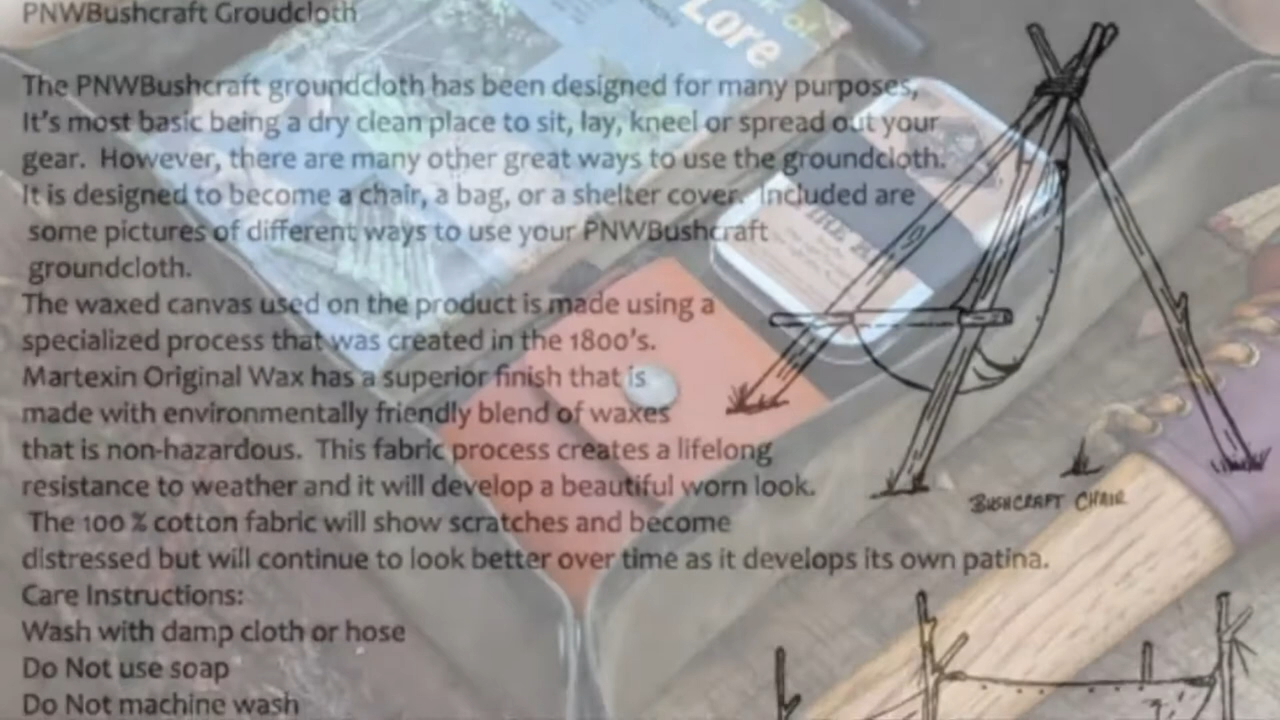 PNWBushcraft Groudcloth
Lore
The PNWBushcraft groundcloth has been designed for many purposes,
It's most basic being a dry clean place to sit, lay, kneel or spread out your
gear. However, there are many other great ways to use the groundcloth.
It is designed to become a chair, a bag, or a shelter cover. Included are
some pictures of different ways to use your PNWBushcraft
groundcloth.
The waxed canvas used on the product is made using a
specialized process that was created in the 1800's.
Martexin Original Wax has a superior finish that is
made with environmentally friendly blend of waxes
that is non-hazardous. This fabric process creates a lifelong
resistance to weather and it will develop a beautiful worn look.
BUSHCRAFT CHAIR
The 100 % cotton fabric will show scratches and become
distressed but will continue to look better over time as it develops its own patina.
Care Instructions:
Wash with damp cloth or hose
Do Not use soap
Do Not machine wash